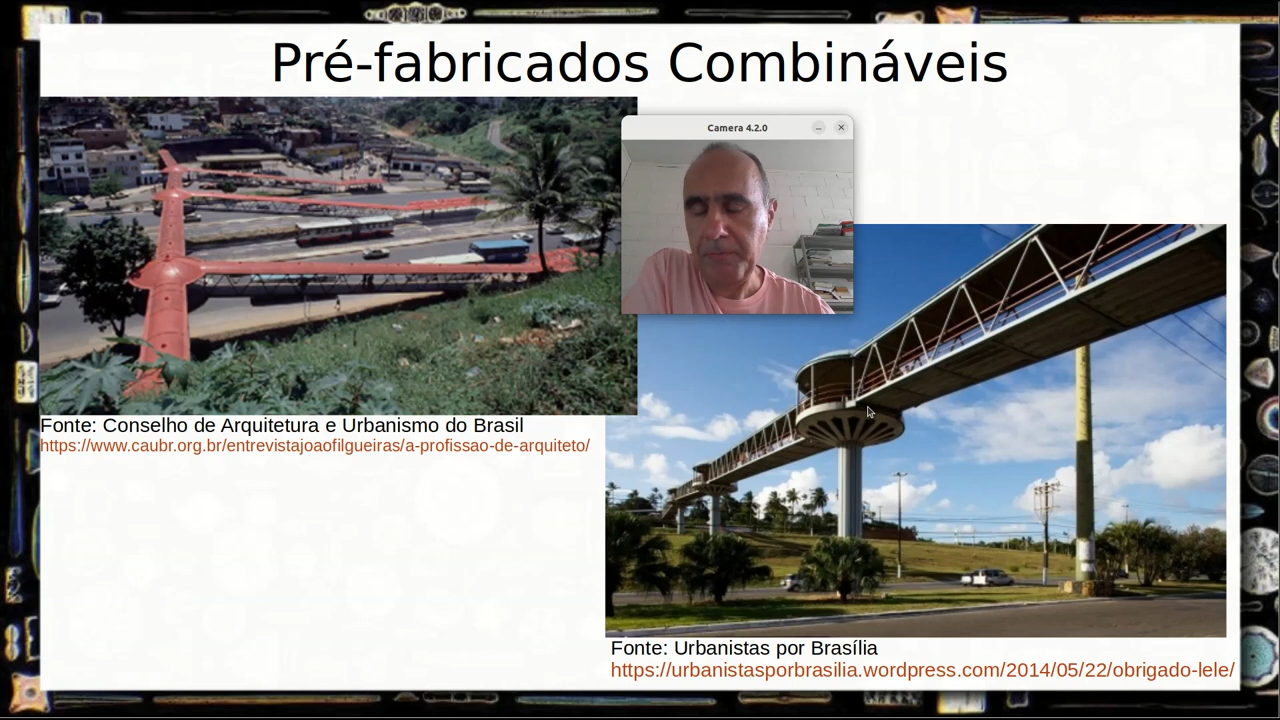 Pré-fabricados Combináveis
Camera 4.2.0
Fonte: Conselho de Arquitetura e Urbanismo do Brasil
https://www.caubr.org.br/entrevistajoaofilgueiras/a-profissao-de-arquiteto/
Fonte: Urbanistas por Brasília
https://urbanistasporbrasilia.wordpress.com/2014/05/22/obrigado-lele/